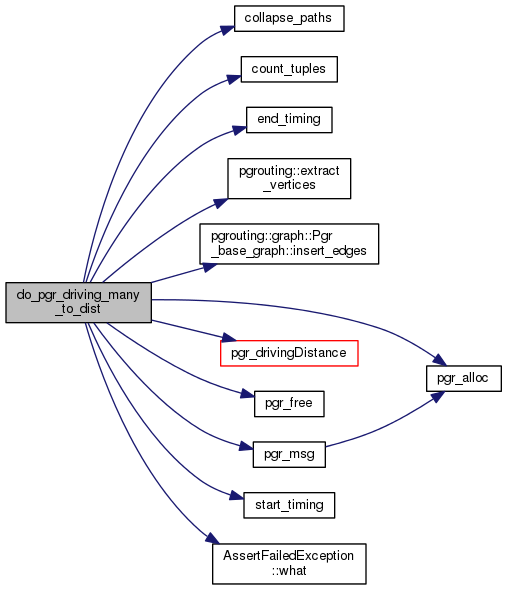 collapse_paths
count_tuples
end_timing
pgrouting::extract
_vertices
pgrouting::graph::Pgr
_base_graph::insert_edges
do_pgr_driving_many
_to_dist
pgr_drivingDistance
pgr_alloc
pgr_free
pgr_msg
start_timing
AssertFailedException
::what